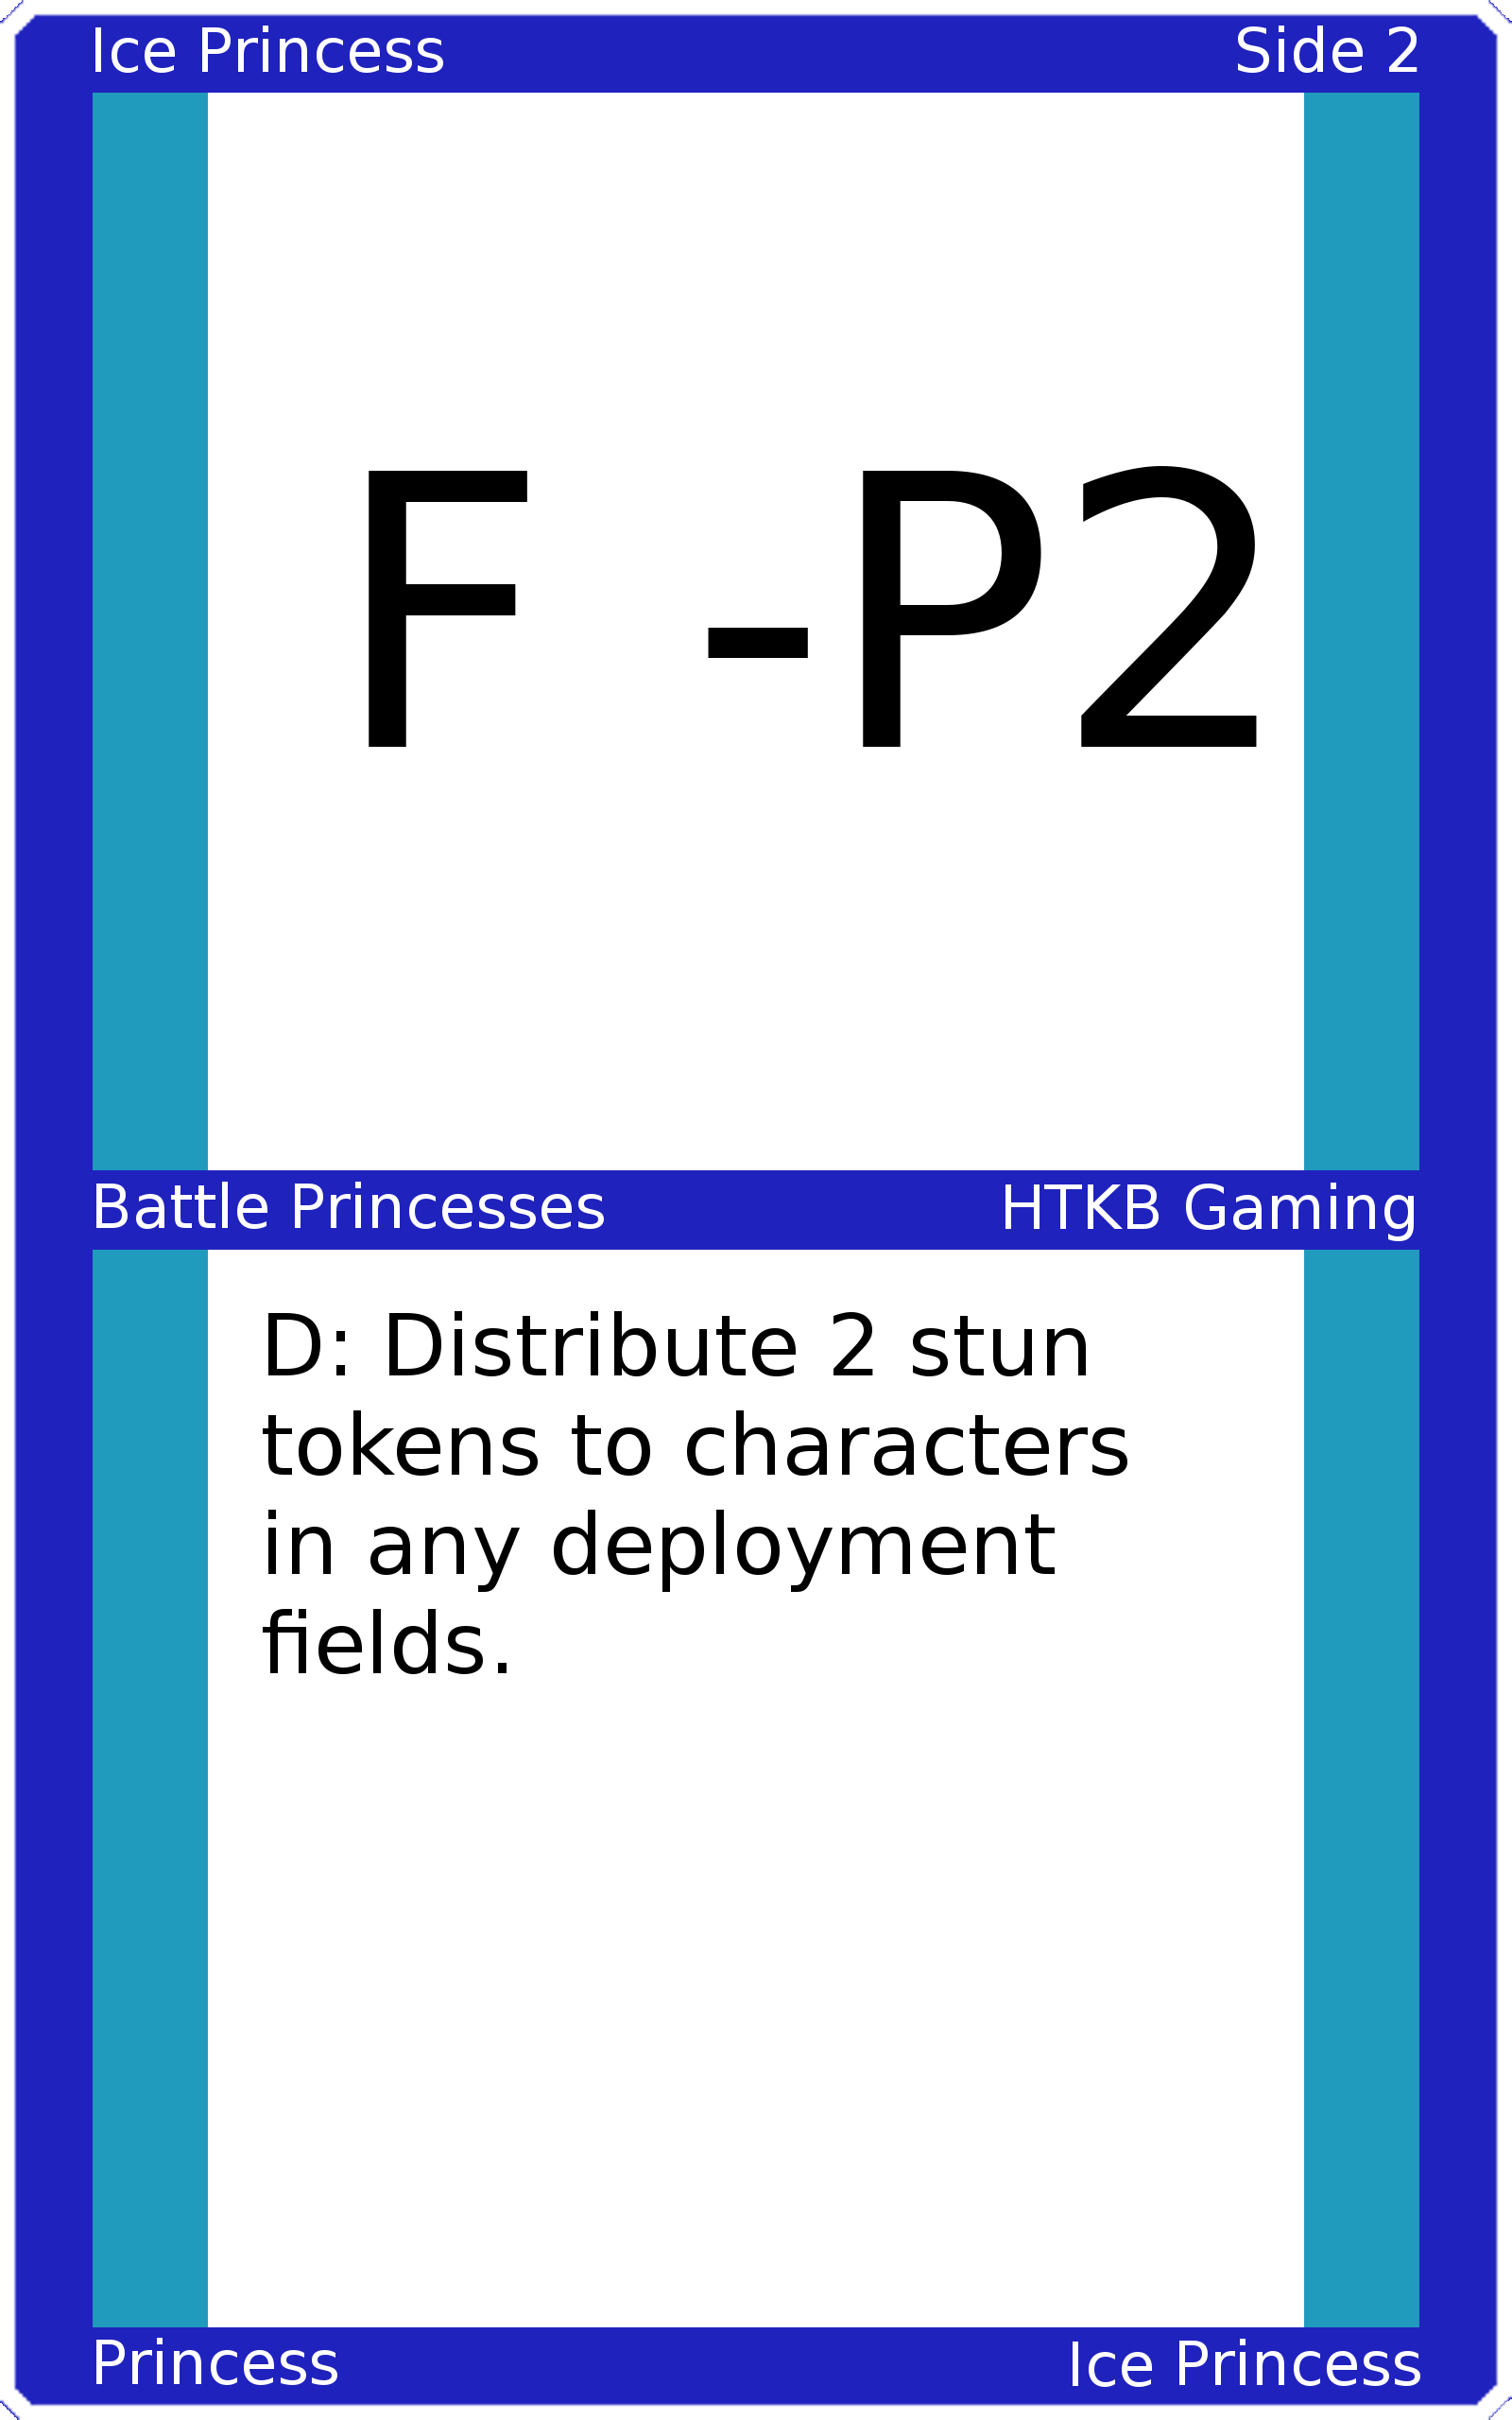 Ice Princess Side 2
F -P2
Battle Princesses HTKB Gaming
D: Distribute 2 stun
tokens to characters
in any deployment
fields.
Princess Ice Princess